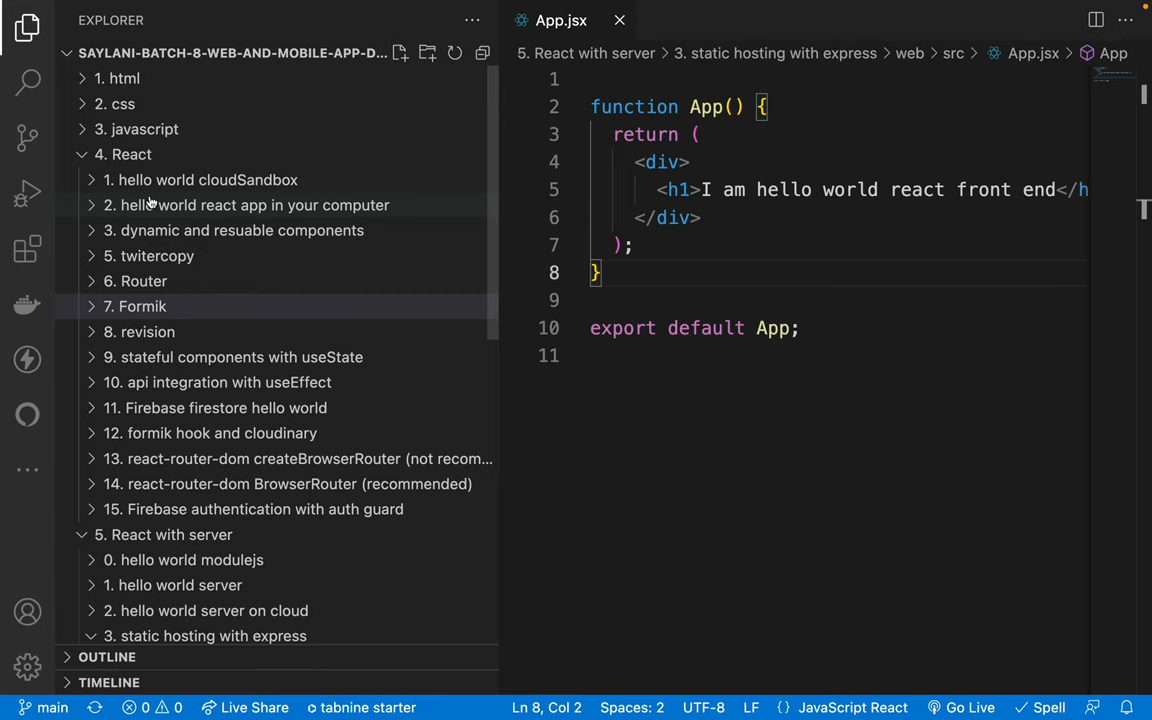 EXPLORER
App.jsx
SAYLANI-BATCH-8-WEB-AND-MOBILE-APP-D...
5. React with server > 3. static hosting with express > web > src > App.jsx > App
1. html
2. css
3. javascript
4. React
1. hello world cloudSandbox
2. hello world react app in your computer
3. dynamic and resuable components
5. twitercopy
6. Router
7. Formik
8. revision
9. stateful components with useState
10. api integration with useEffect
11. Firebase firestore hello world
12. formik hook and cloudinary
13. react-router-dom createBrowserRouter (not recom...
14. react-router-dom BrowserRouter (recommended)
15. Firebase authentication with auth guard
5. React with server
0. hello world modulejs
1. hello world server
2. hello world server on cloud
3. static hosting with express
OUTLINE
TIMELINE
1
2 function App() {
3 return (
4 <div>
5 <h1>I am hello world react front end</h
6 </div>
7 );
8 }
9
10 export default App;
11
main 0 0 Live Share tabnine starter Ln 8, Col 2 Spaces: 2 UTF-8 LF {} JavaScript React Go Live Spell